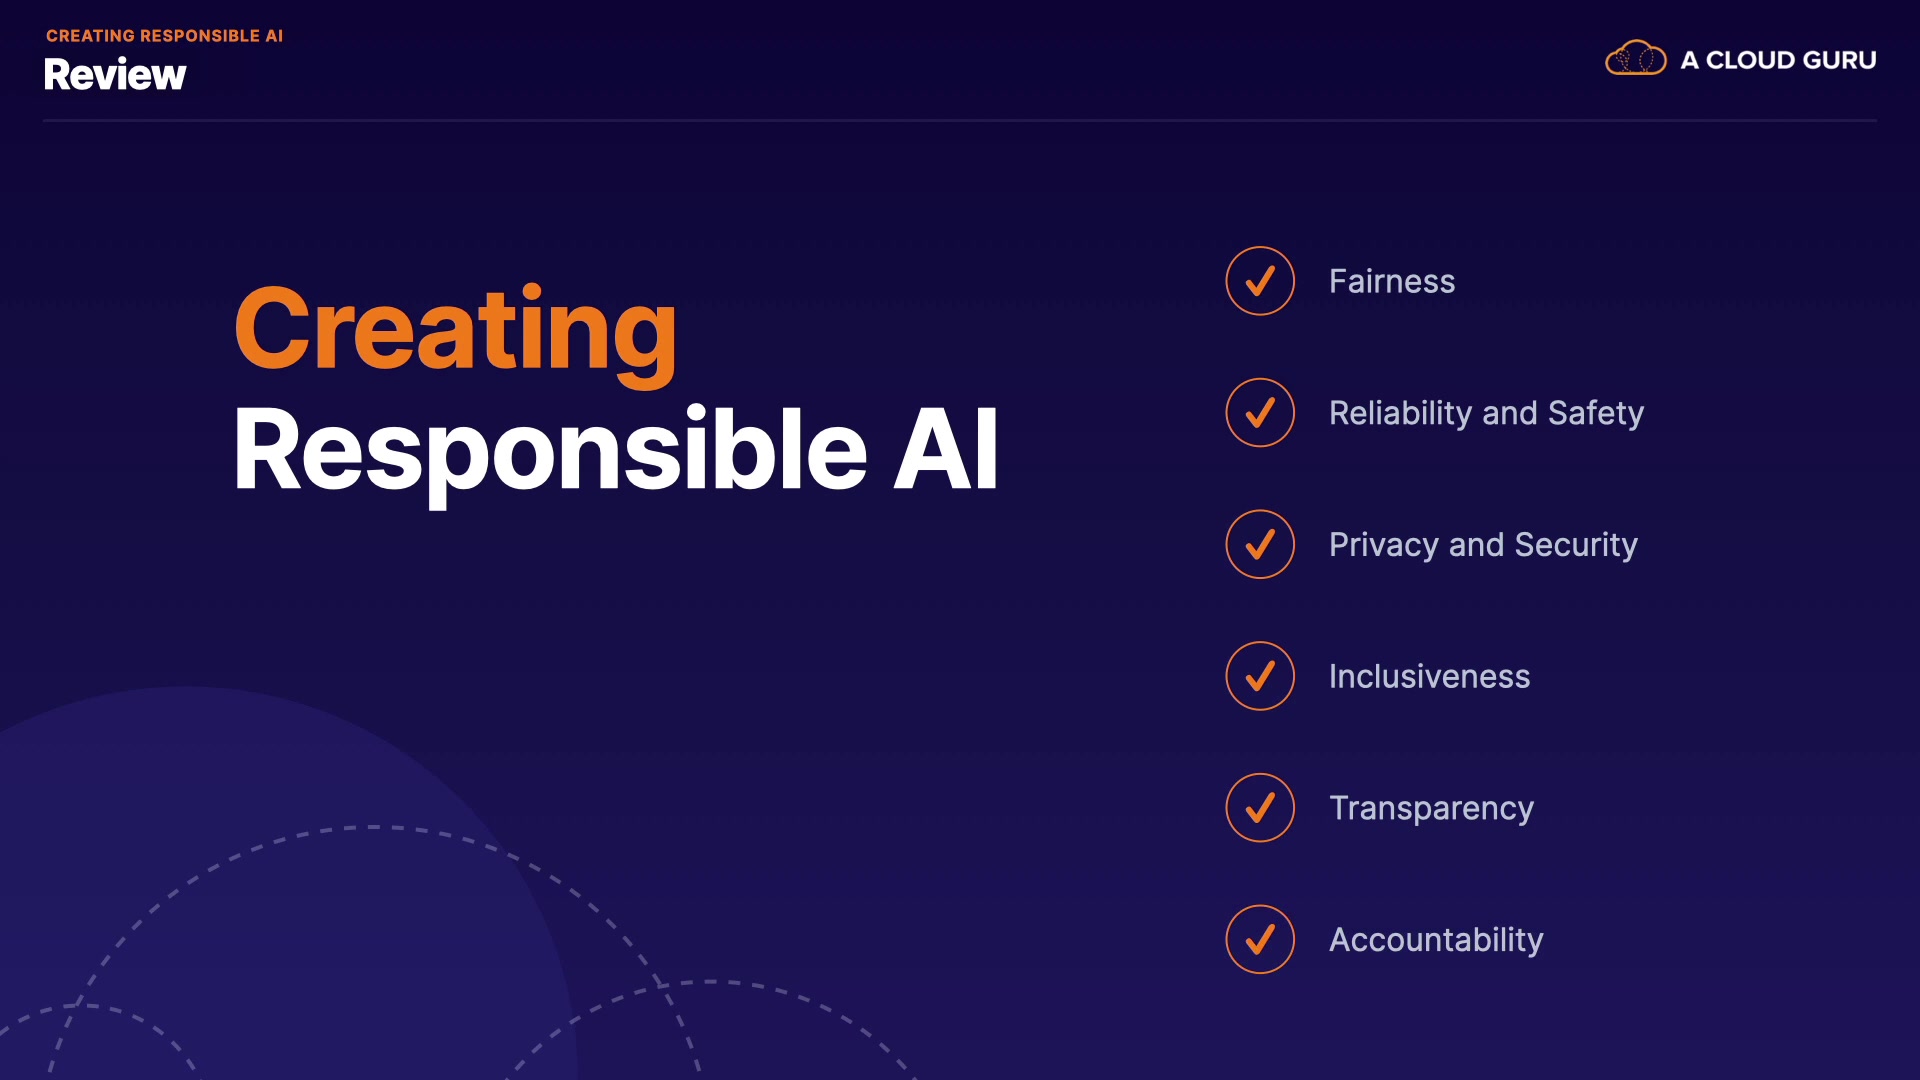 CREATING RESPONSIBLE AI
Review
A CLOUD GURU
Creating
Responsible AI
Fairness
Reliability and Safety
Privacy and Security
Inclusiveness
Transparency
Accountability